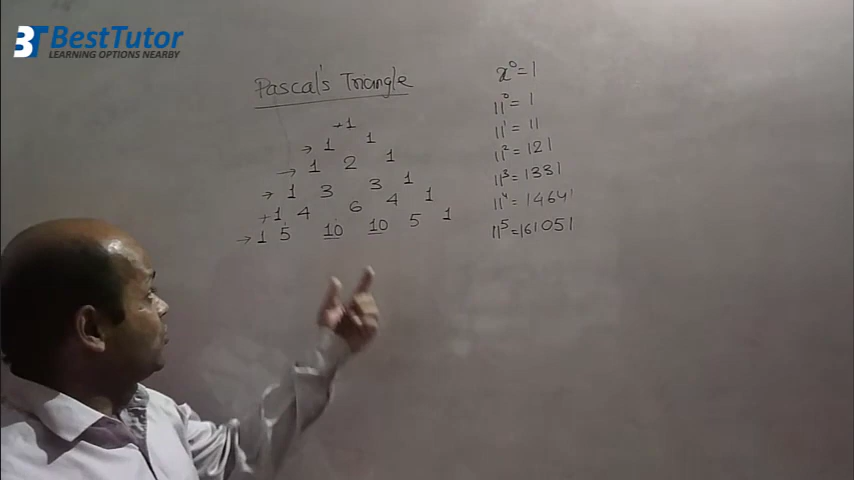 BestTutor
LEARNING OPTIONS NEARBY
Pascal's Triangle
→1
→ 1 1
→ 1 2 1
→ 1 3 3 1
→ 1 4 6 4 1
→ 1 5 10 10 5 1
x⁰=1
11⁰= 1
11¹ = 11
11² = 121
11³ = 1331
11⁴ = 14641
11⁵=161051